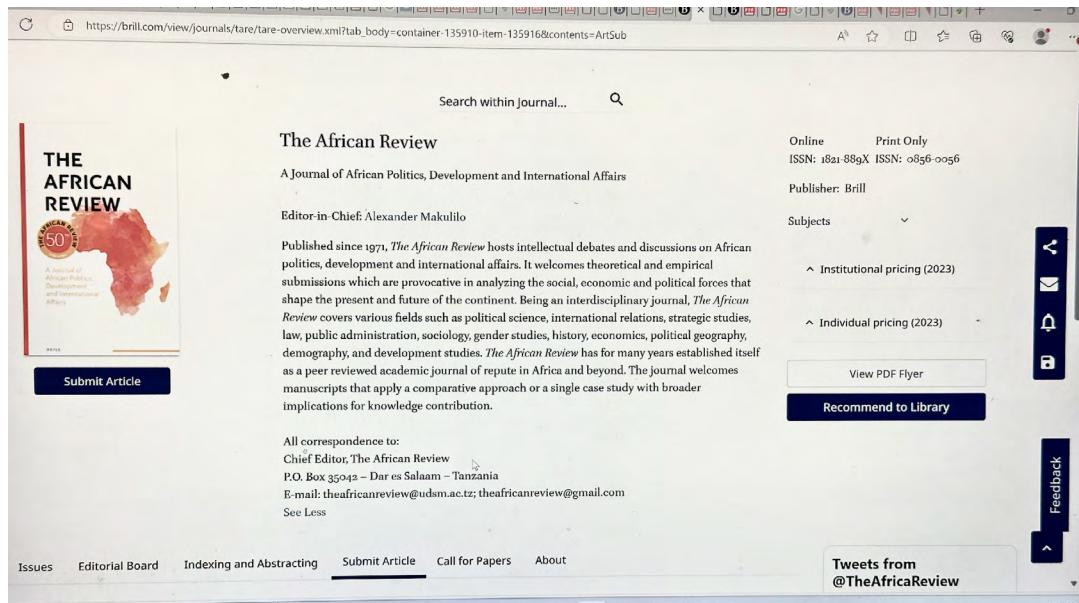 https://brill.com/view/journals/tare/tare-overview.xml?tab_body=container-135910-item-135916&contents=ArtSub
Search within Journal...
THE
AFRICAN
REVIEW
THE AFRICAN REVIEW
50
A Journal of
African Politics,
Development
and International
Affairs
Submit Article
The African Review
A Journal of African Politics, Development and International Affairs
Editor-in-Chief: Alexander Makulilo
Published since 1971, The African Review hosts intellectual debates and discussions on African
politics, development and international affairs. It welcomes theoretical and empirical
submissions which are provocative in analyzing the social, economic and political forces that
shape the present and future of the continent. Being an interdisciplinary journal, The African
Review covers various fields such as political science, international relations, strategic studies,
law, public administration, sociology, gender studies, history, economics, political geography,
demography, and development studies. The African Review has for many years established itself
as a peer reviewed academic journal of repute in Africa and beyond. The journal welcomes
manuscripts that apply a comparative approach or a single case study with broader
implications for knowledge contribution.
All correspondence to:
Chief Editor, The African Review
P.O. Box 35042 – Dar es Salaam – Tanzania
E-mail: theafricanreview@udsm.ac.tz; theafricanreview@gmail.com
See Less
Online Print Only
ISSN: 1821-889X ISSN: 0856-0056
Publisher: Brill
Subjects
Institutional pricing (2023)
Individual pricing (2023)
View PDF Flyer
Recommend to Library
Feedback
Issues Editorial Board Indexing and Abstracting Submit Article Call for Papers About
Tweets from
@TheAfricaReview